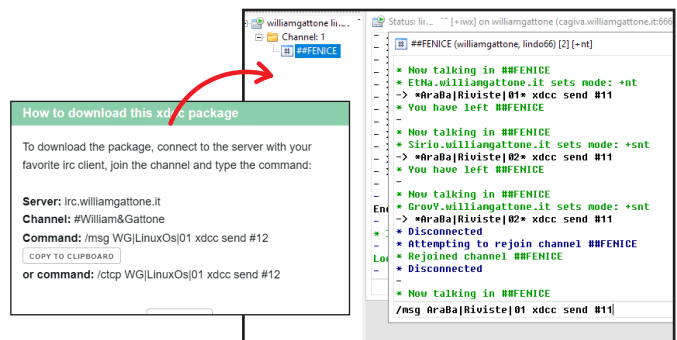 williamgattone
Channel: 1
##FENICE
Status: [+iwx] on williamgattone (cagiva.williamgattone.it:666
##FENICE (williamgattone, lindo66) [2] [+nt]
* Now talking in ##FENICE
* EtNa.williamgattone.it sets mode: +nt
-> *AraBa|Riviste|01* xdcc send #11
* You have left ##FENICE
-
* Now talking in ##FENICE
* Sirio.williamgattone.it sets mode: +snt
-> *AraBa|Riviste|02* xdcc send #11
* You have left ##FENICE
-
* Now talking in ##FENICE
* GrovY.williamgattone.it sets mode: +snt
-> *AraBa|Riviste|02* xdcc send #11
* Disconnected
* Attempting to rejoin channel ##FENICE
* Rejoined channel ##FENICE
* Disconnected
-
* Now talking in ##FENICE
/msg AraBa|Riviste|01 xdcc send #11
How to download this package
To download the package, connect to the server with your
favorite irc client, join the channel and type the command:
Server: irc.williamgattone.it
Channel: #William&Gattone
Command: /msg WG|LinuxOs|01 xdcc send #12
COPY TO CLIPBOARD
or command: /ctcp WG|LinuxOs|01 xdcc send #12